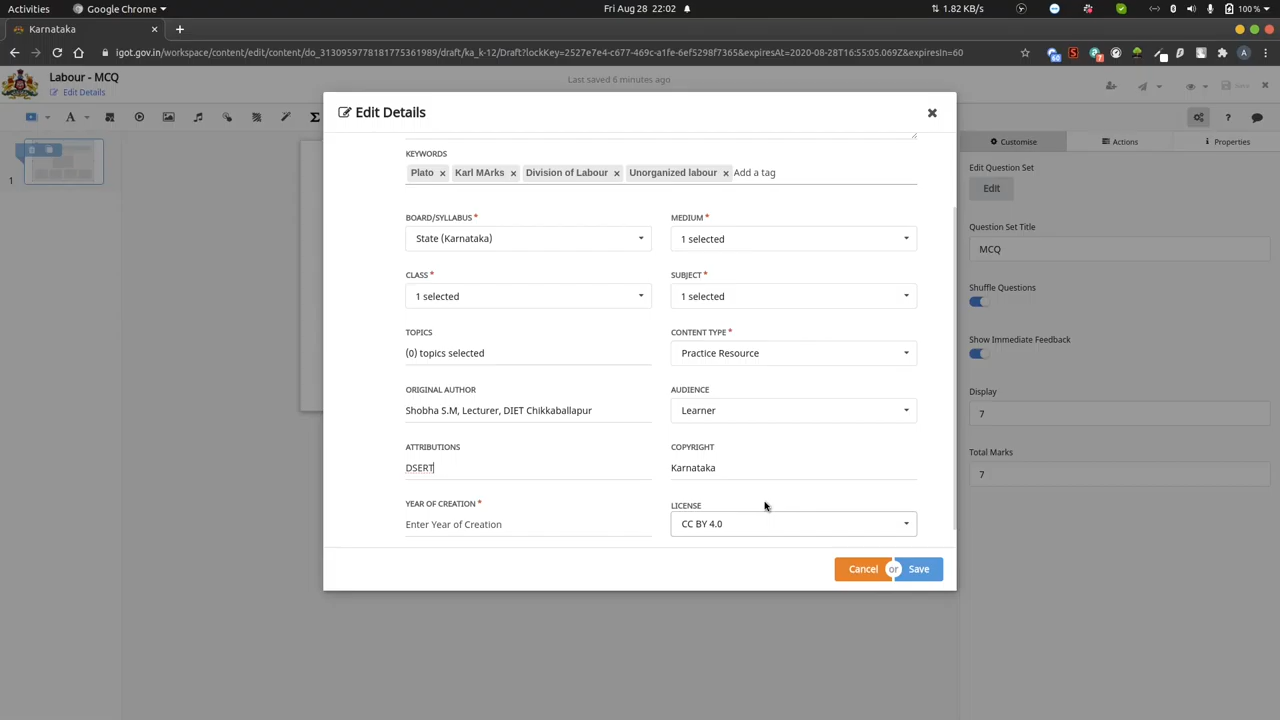 Activities Google Chrome Fri Aug 28 22:02 1.82 KB/s 100 %
Karnataka
igot.gov.in/workspace/content/edit/content/do_3130959778181775361989/draft/ka_k-12/Draft?lockKey=2527e7e4-c677-469c-a1fe-6ef5298f7365&expiresAt=2020-08-28T16:55:05.069Z&expiresIn=60
Labour - MCQ
Edit Details
Last saved 6 minutes ago
Save
Edit Details
KEYWORDS
Plato × Karl MArks × Division of Labour × Unorganized labour × Add a tag
BOARD/SYLLABUS * MEDIUM *
State (Karnataka) 1 selected
CLASS * SUBJECT *
1 selected 1 selected
TOPICS CONTENT TYPE *
(0) topics selected Practice Resource
ORIGINAL AUTHOR AUDIENCE
Shobha S.M, Lecturer, DIET Chikkaballapur Learner
ATTRIBUTIONS COPYRIGHT
DSERT Karnataka
YEAR OF CREATION * LICENSE
Enter Year of Creation CC BY 4.0
Cancel or Save
1
Customise Actions Properties
Edit Question Set
Edit
Question Set Title
MCQ
Shuffle Questions
Show Immediate Feedback
Display
7
Total Marks
7